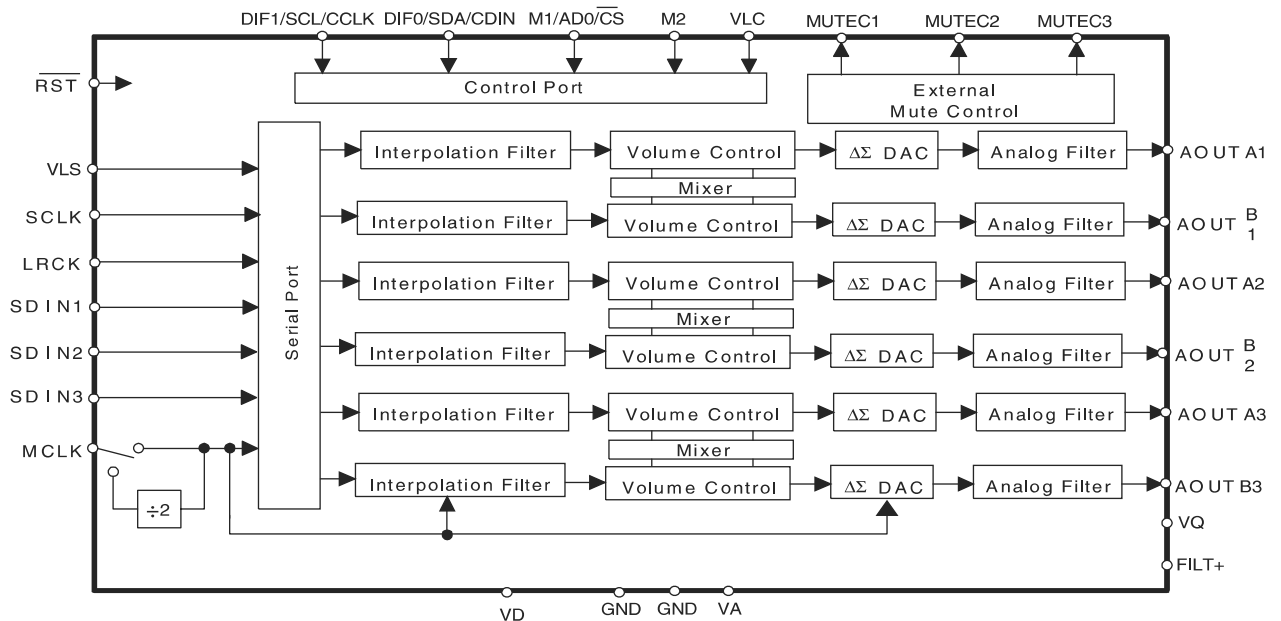 DIF1/SCL/CCLK DIF0/SDA/CDIN M1/AD0/C̅S̅ M2 VLC MUTEC1 MUTEC2 MUTEC3
R̅S̅T̅
Control Port
External
Mute Control
Serial Port
Interpolation Filter Volume Control ΔΣ DAC Analog Filter AOUT A1
VLS
Mixer
SCLK
Interpolation Filter Volume Control ΔΣ DAC Analog Filter AOUT B1
LRCK
Interpolation Filter Volume Control ΔΣ DAC Analog Filter AOUT A2
SDIN1
Mixer
SDIN2
Interpolation Filter Volume Control ΔΣ DAC Analog Filter AOUT B2
SDIN3
Interpolation Filter Volume Control ΔΣ DAC Analog Filter AOUT A3
MCLK
Mixer
Interpolation Filter Volume Control ΔΣ DAC Analog Filter AOUT B3
÷2
VQ
FILT+
VD GND GND VA